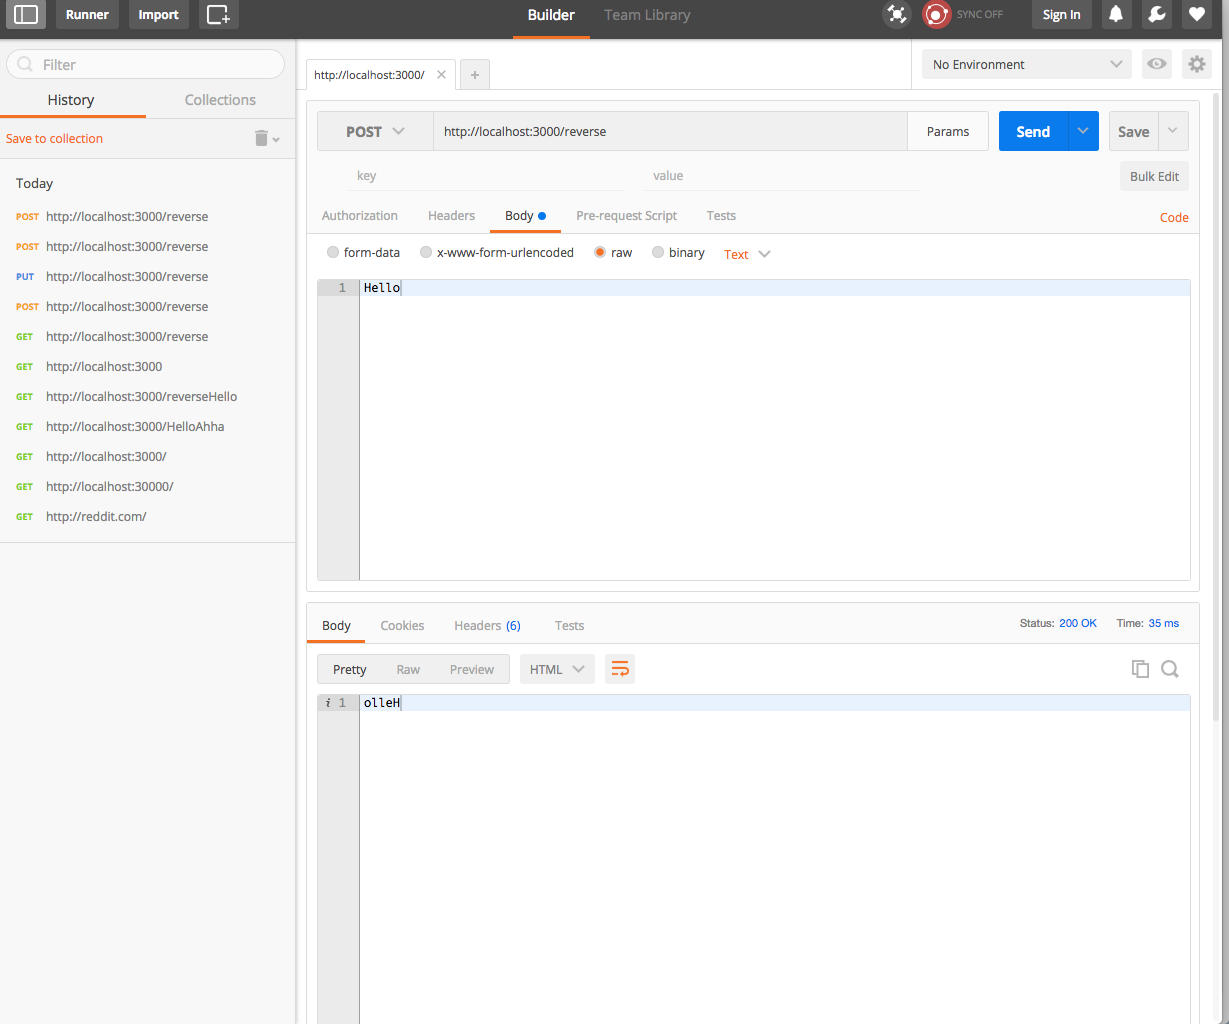 Runner Import Builder Team Library SYNC OFF Sign In
Filter
History Collections
Save to collection
Today
POST http://localhost:3000/reverse
POST http://localhost:3000/reverse
PUT http://localhost:3000/reverse
POST http://localhost:3000/reverse
GET http://localhost:3000/reverse
GET http://localhost:3000
GET http://localhost:3000/reverseHello
GET http://localhost:3000/HelloAhha
GET http://localhost:3000/
GET http://localhost:30000/
GET http://reddit.com/
http://localhost:3000/ No Environment
POST http://localhost:3000/reverse Params Send Save
key value Bulk Edit
Authorization Headers Body Pre-request Script Tests Code
form-data x-www-form-urlencoded raw binary Text
1 Hello
Body Cookies Headers (6) Tests Status: 200 OK Time: 35 ms
Pretty Raw Preview HTML
i 1 olleH